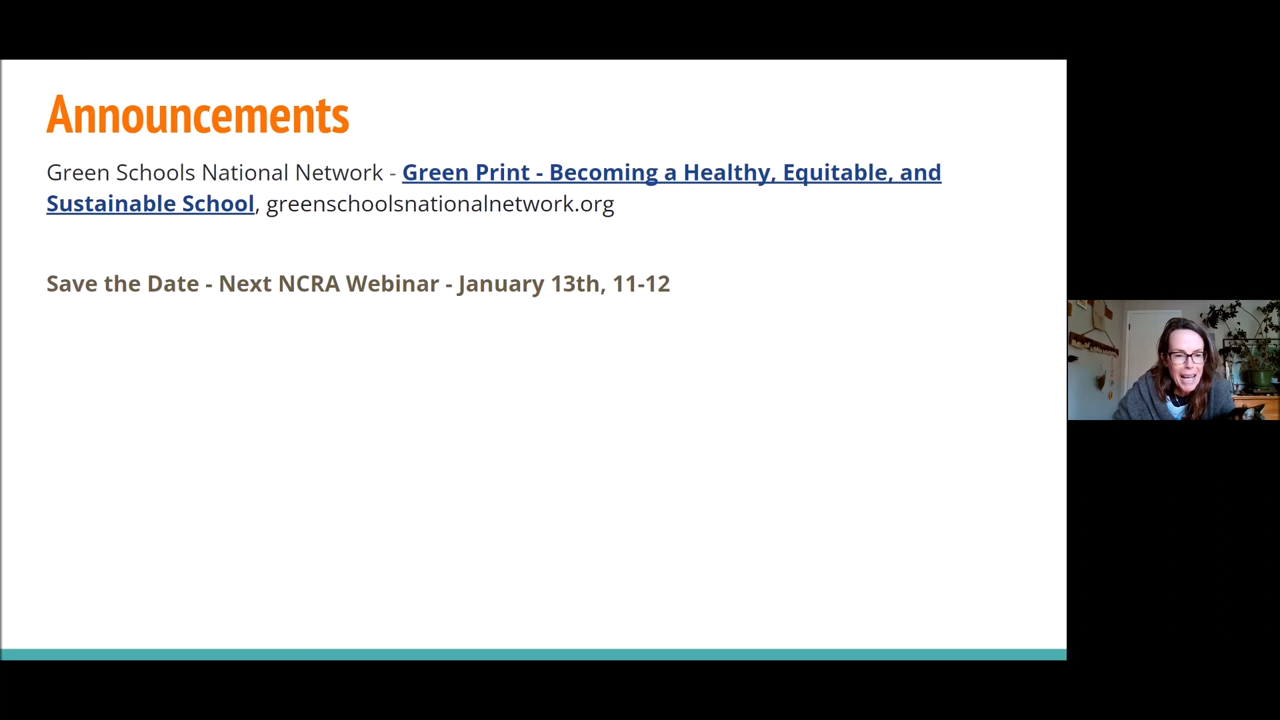 Announcements
Green Schools National Network - Green Print - Becoming a Healthy, Equitable, and
Sustainable School, greenschoolsnationalnetwork.org
Save the Date - Next NCRA Webinar - January 13th, 11-12